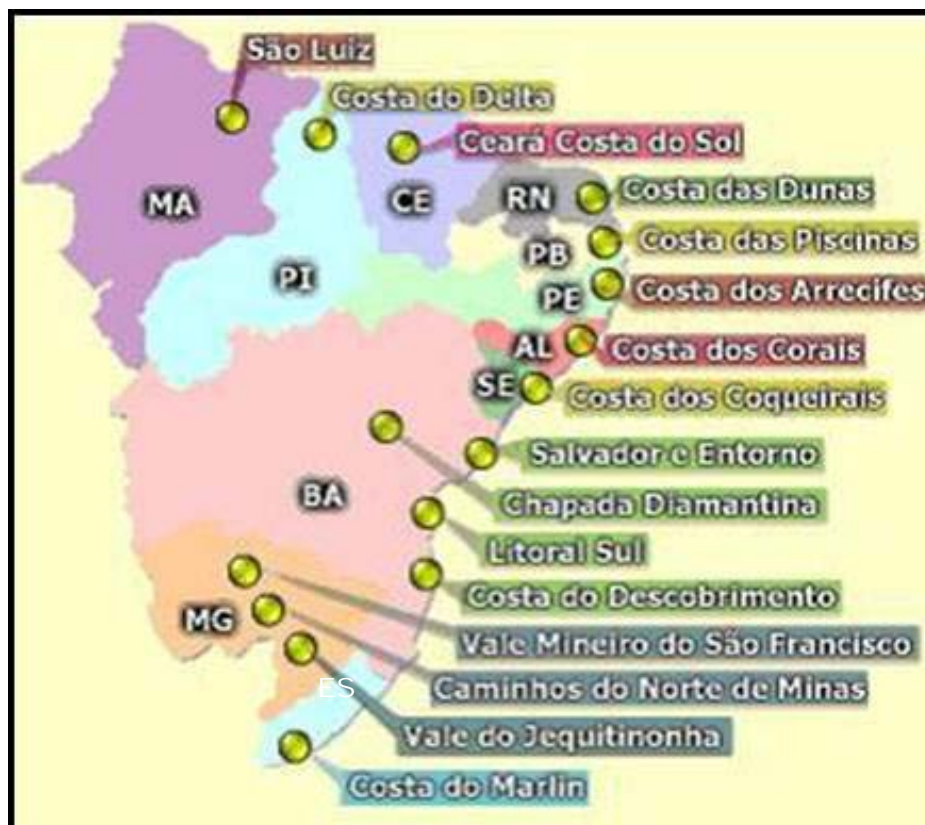 São Luiz
Costa do Delta
Ceará Costa do Sol
MA
CE
RN
Costa das Dunas
Costa das Piscinas
PB
PI
PE
Costa dos Arrecifes
AL
Costa dos Corais
SE
Costa dos Coqueirais
Salvador e Entorno
BA
Chapada Diamantina
Litoral Sul
Costa do Descobrimento
MG
Vale Mineiro do São Francisco
ES
Caminhos do Norte de Minas
Vale do Jequitinonha
Costa do Marlin